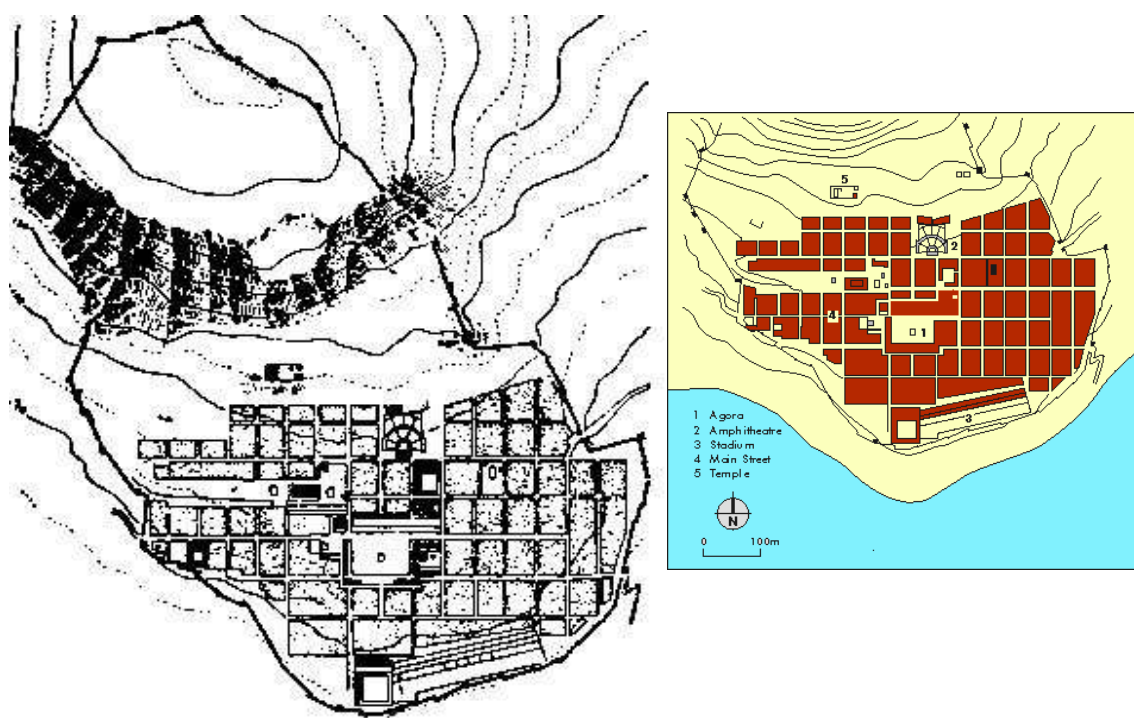 5
2
4
1
3
1 Agora
2 Amphitheatre
3 Stadium
4 Main Street
5 Temple
N
0 100m